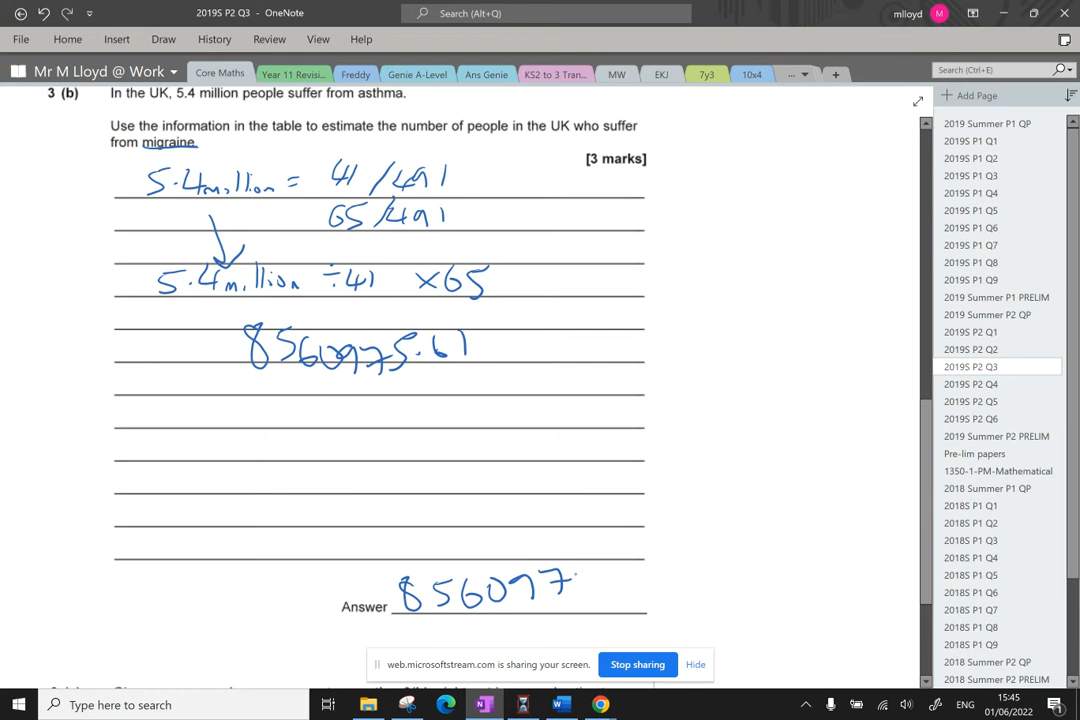 2019S P2 Q3 - OneNote
Search (Alt+Q)
mlloyd
M
File Home Insert Draw History Review View Help
Mr M Lloyd @ Work
Core Maths
Year 11 Revisi...
Freddy
Genie A-Level
Ans Genie
KS2 to 3 Tran...
MW
EKJ
7y3
10x4
...
+
Search (Ctrl+E)
3 (b) In the UK, 5.4 million people suffer from asthma.
Use the information in the table to estimate the number of people in the UK who suffer
from migraine.
[3 marks]
5.4million = 41 /491
65/491
5.4million ÷41 ×65
8560975.61
Answer 856097
Add Page
2019 Summer P1 QP
2019S P1 Q1
2019S P1 Q2
2019S P1 Q3
2019S P1 Q4
2019S P1 Q5
2019S P1 Q6
2019S P1 Q7
2019S P1 Q8
2019S P1 Q9
2019 Summer P1 PRELIM
2019 Summer P2 QP
2019S P2 Q1
2019S P2 Q2
2019S P2 Q3
2019S P2 Q4
2019S P2 Q5
2019S P2 Q6
2019 Summer P2 PRELIM
Pre-lim papers
1350-1-PM-Mathematical
2018 Summer P1 QP
2018S P1 Q1
2018S P1 Q2
2018S P1 Q3
2018S P1 Q4
2018S P1 Q5
2018S P1 Q6
2018S P1 Q7
2018S P1 Q8
2018S P1 Q9
2018 Summer P2 QP
2018 Summer P2 PRELIM
web.microsoftstream.com is sharing your screen.
Stop sharing
Hide
Type here to search
ENG
15:45
01/06/2022